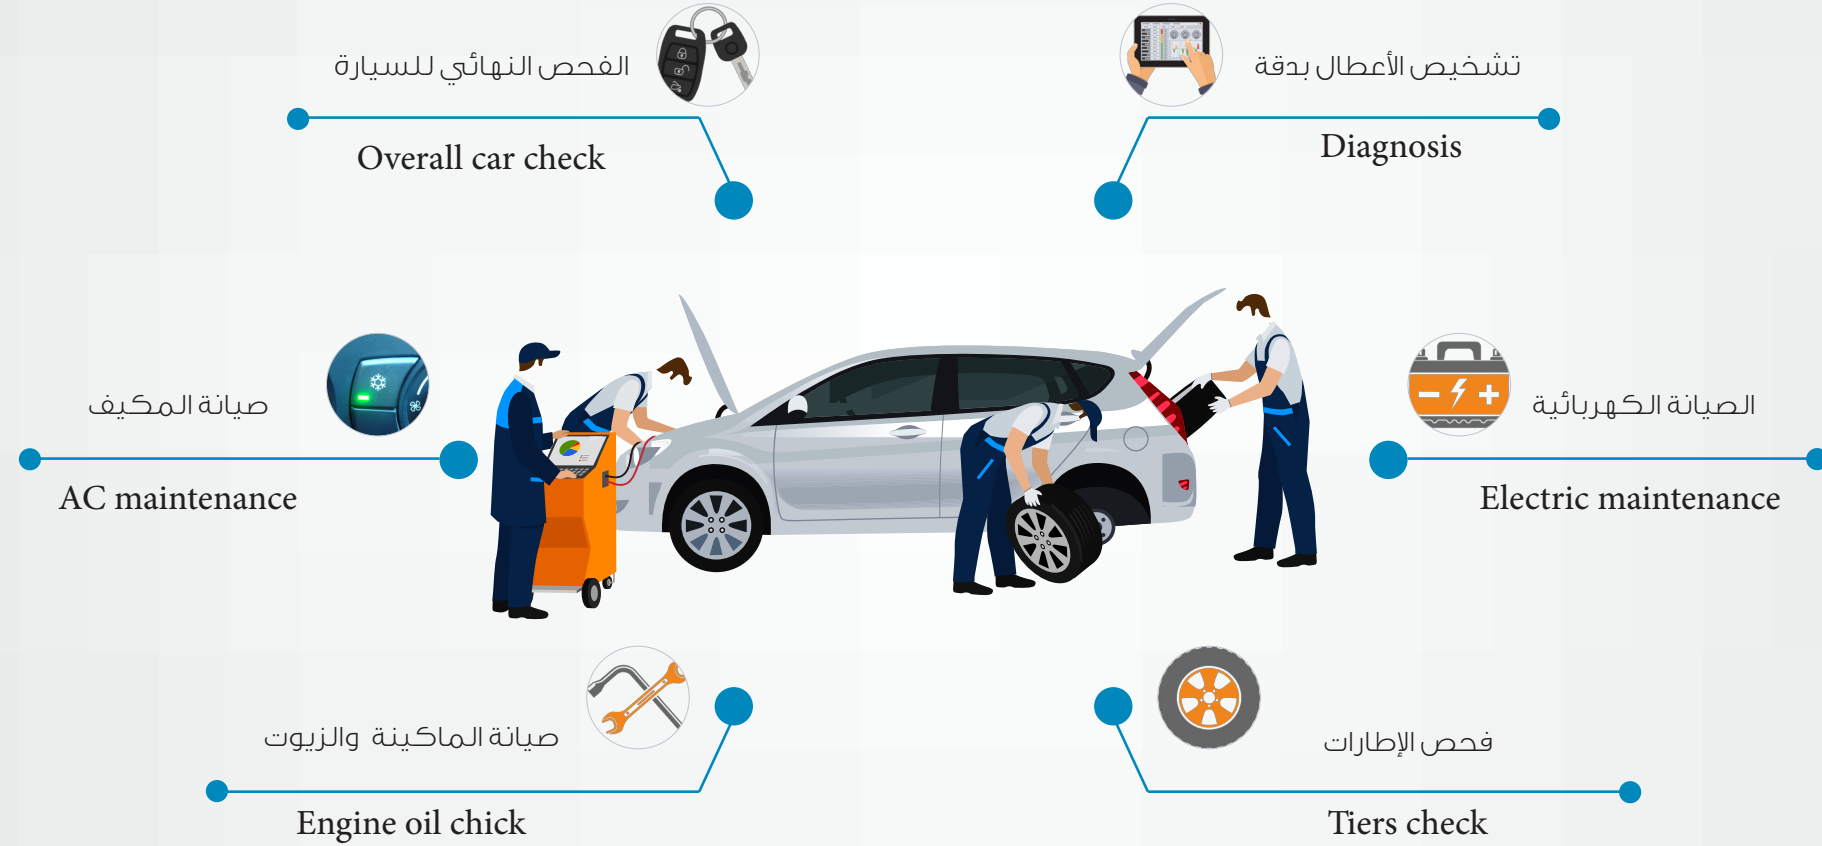 الفحص النهائي للسيارة
Overall car check
تشخيص الأعطال بدقة
Diagnosis
صيانة المكيف
AC maintenance
الصيانة الكهربائية
Electric maintenance
صيانة الماكينة والزيوت
Engine oil chick
فحص الإطارات
Tiers check